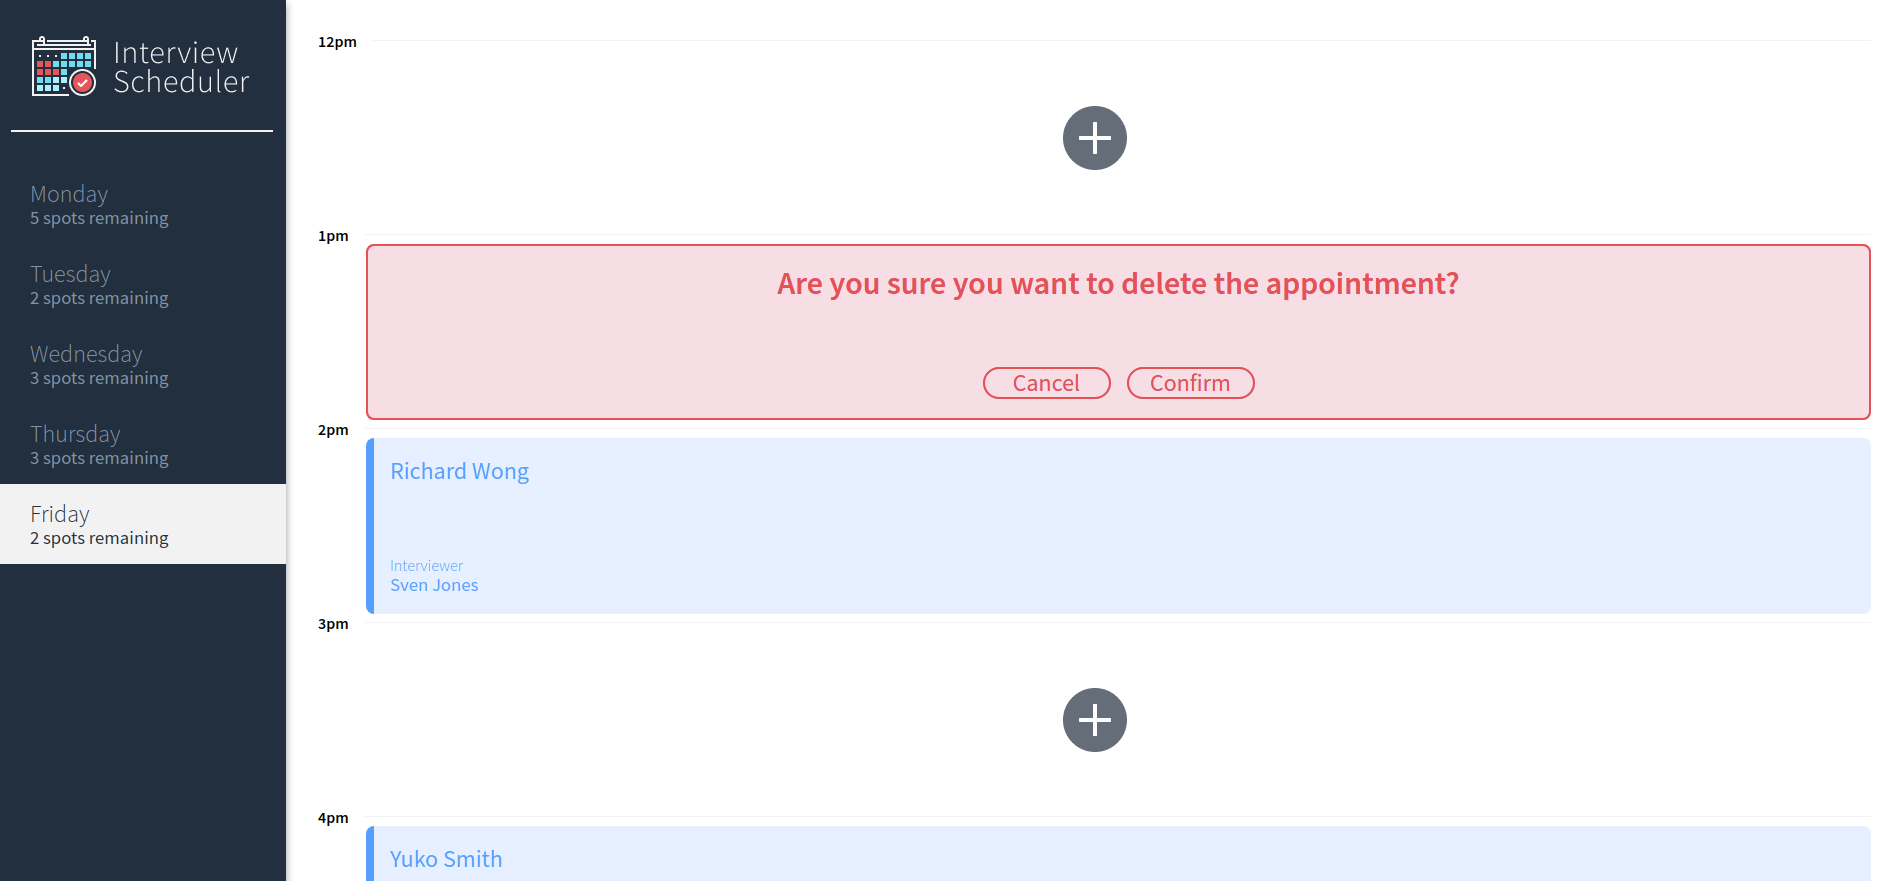 Interview
Scheduler
Monday
5 spots remaining
Tuesday
2 spots remaining
Wednesday
3 spots remaining
Thursday
3 spots remaining
Friday
2 spots remaining
12pm
1pm
Are you sure you want to delete the appointment?
Cancel Confirm
2pm
Richard Wong
Interviewer
Sven Jones
3pm
4pm
Yuko Smith